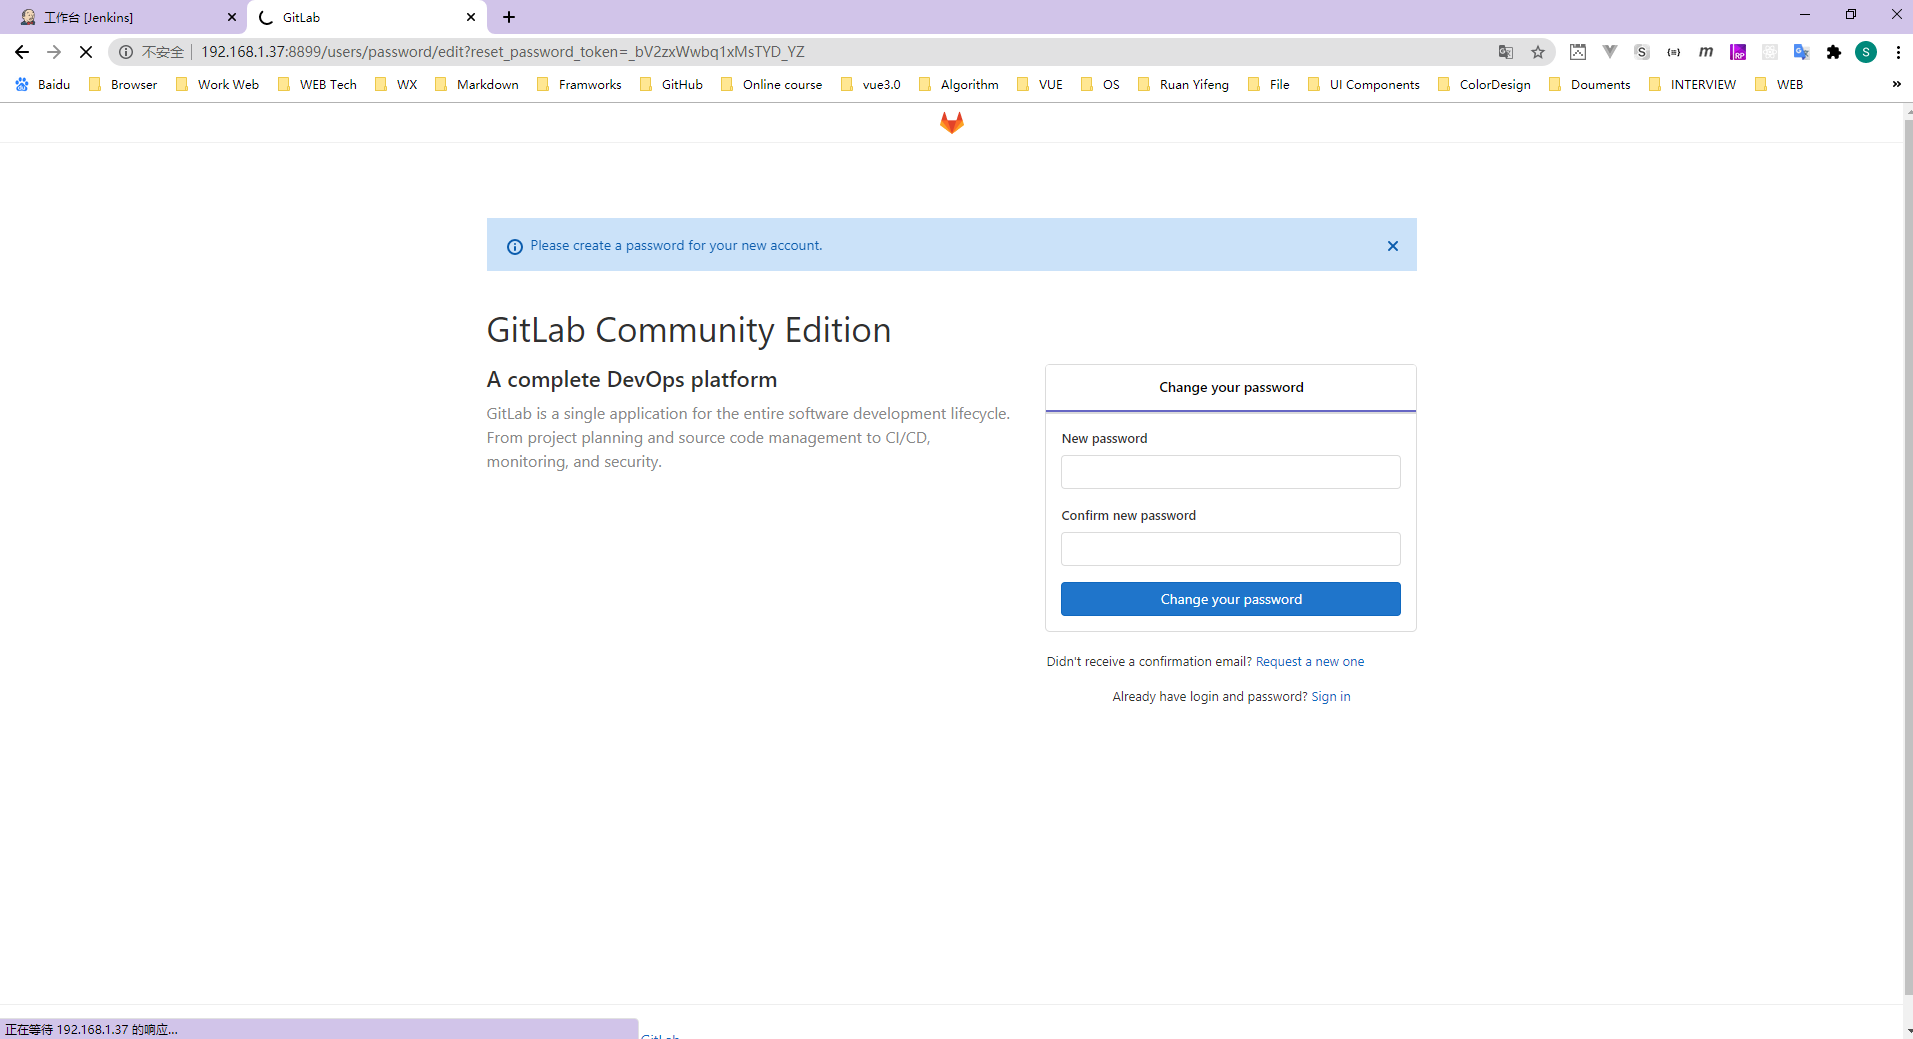 工作台 [Jenkins]
GitLab
不安全
192.168.1.37:8899/users/password/edit?reset_password_token=_bV2zxWwbq1xMsTYD_YZ
Baidu
Browser
Work Web
WEB Tech
WX
Markdown
Framworks
GitHub
Online course
vue3.0
Algorithm
VUE
OS
Ruan Yifeng
File
UI Components
ColorDesign
Douments
INTERVIEW
WEB
Please create a password for your new account.
GitLab Community Edition
A complete DevOps platform
GitLab is a single application for the entire software development lifecycle.
From project planning and source code management to CI/CD,
monitoring, and security.
Change your password
New password
Confirm new password
Change your password
Didn't receive a confirmation email? Request a new one
Already have login and password? Sign in
正在等待 192.168.1.37 的响应...
GitLab